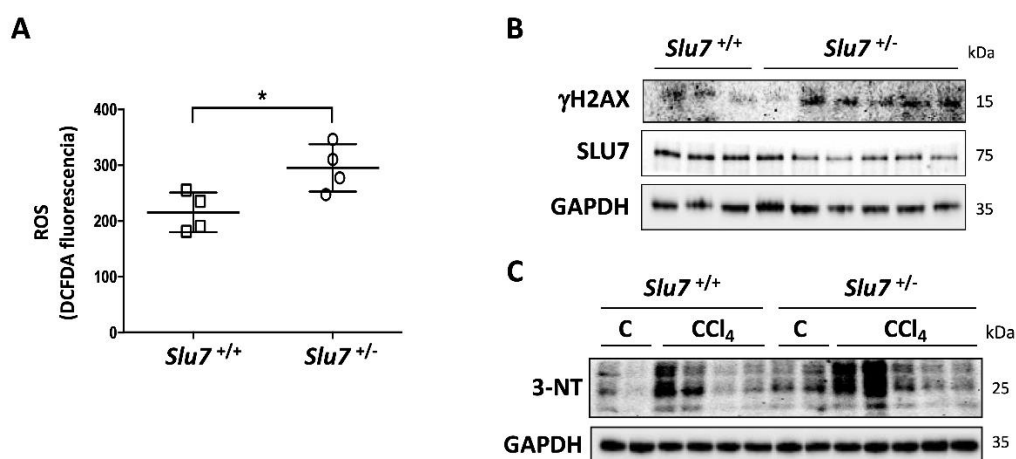 A
*
400
300
200
100
0
ROS
(DCFDA fluorescencia)
Slu7 +/+ Slu7 +/-
B
Slu7 +/+ Slu7 +/- kDa
γH2AX 15
SLU7 75
GAPDH 35
C
Slu7 +/+ Slu7 +/-
C CCl4 C CCl4 kDa
3-NT 25
GAPDH 35